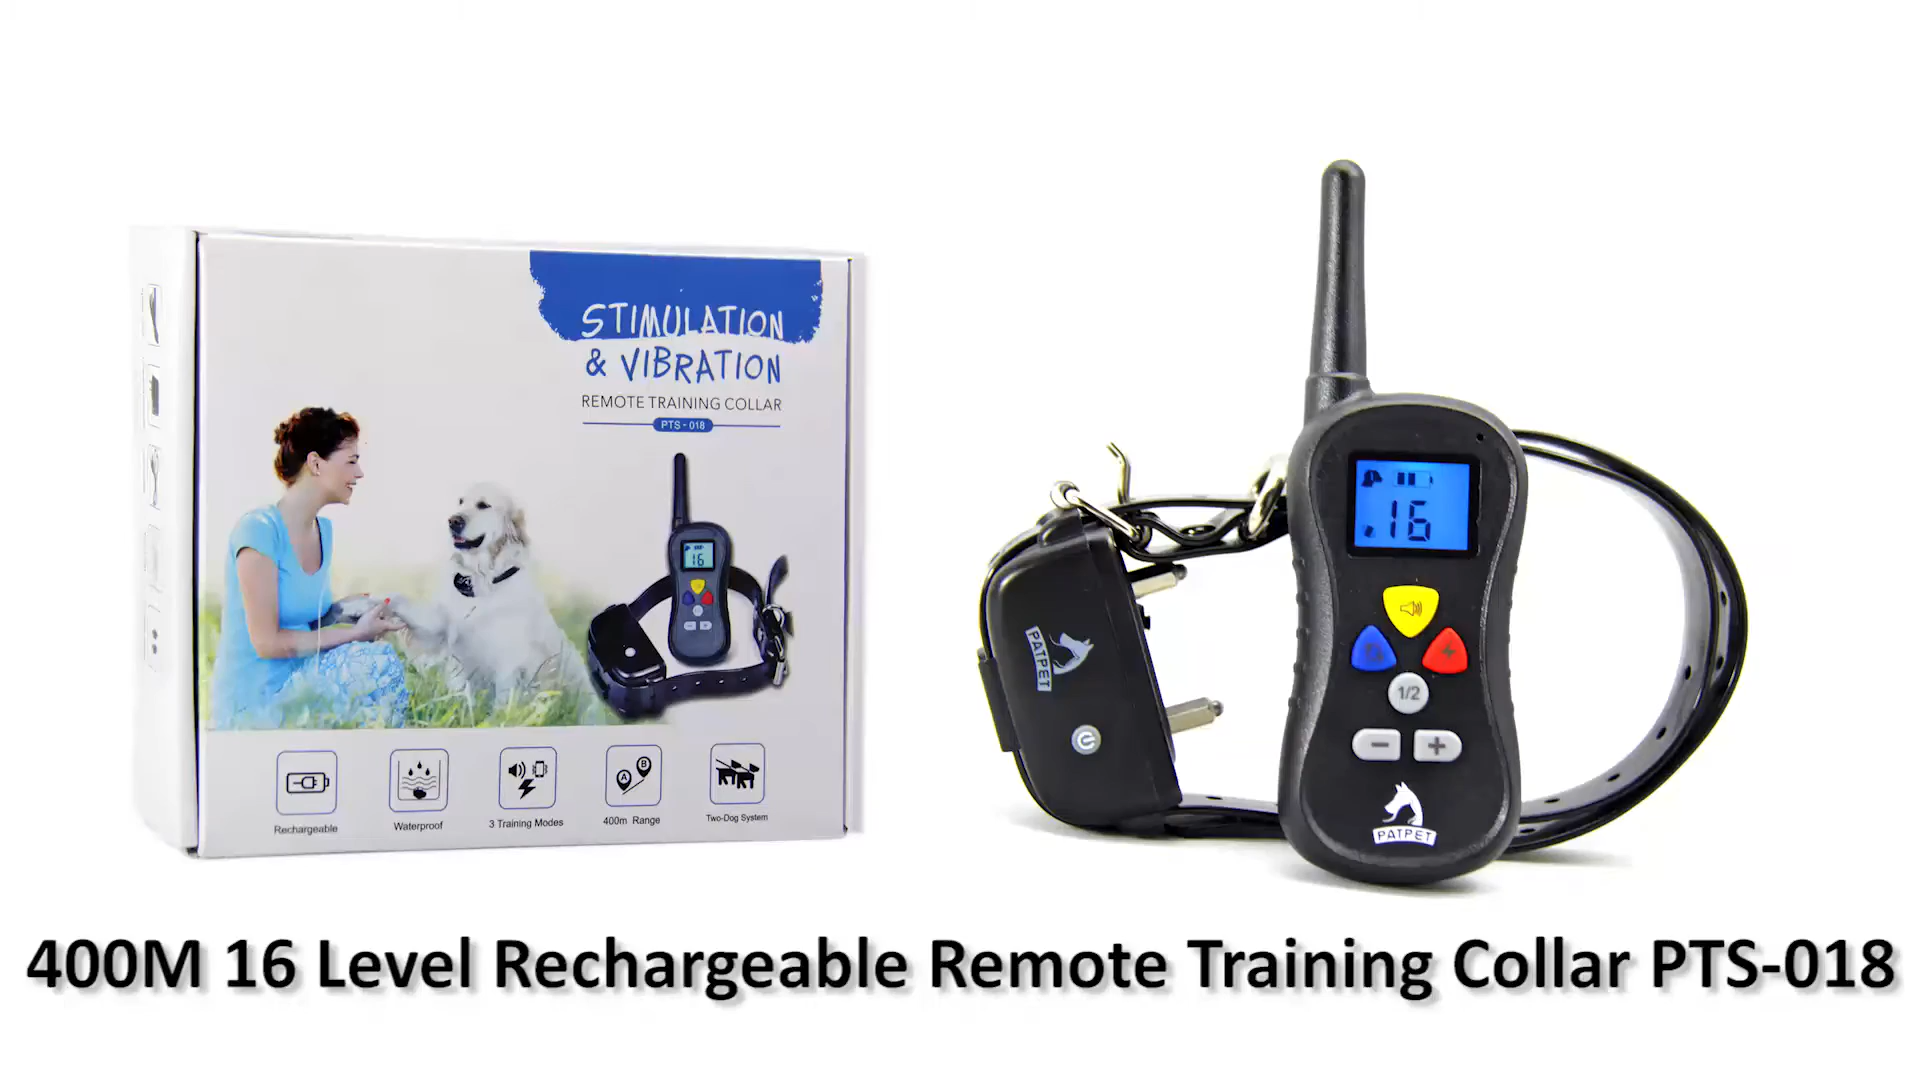 STIMULATION
& VIBRATION
REMOTE TRAINING COLLAR
PTS - 018
16
A
B
Rechargeable
Waterproof
3 Training Modes
400m Range
Two-Dog System
PATPET
16
1/2
PATPET
400M 16 Level Rechargeable Remote Training Collar PTS-018